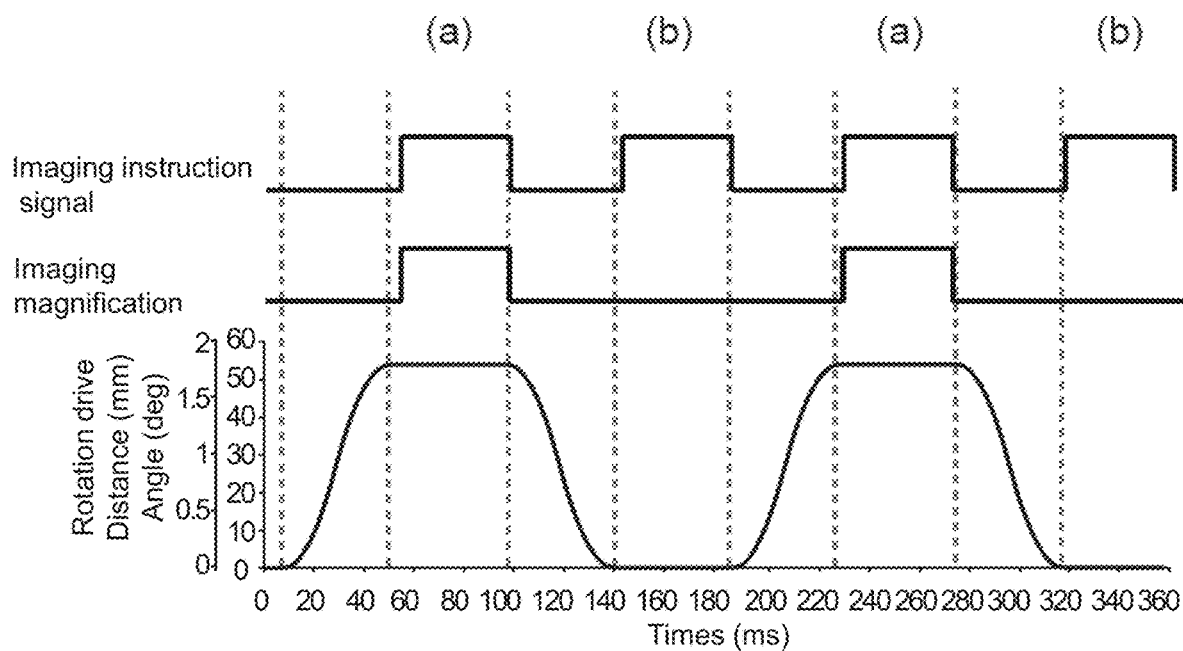 (a) (b) (a) (b)
Imaging instruction
signal
Imaging
magnification
2 60
50
1.5
40
1 30
20
0.5
10
0 0
Rotation drive
Distance (mm)
Angle (deg)
0 20 40 60 80 100 120 140 160 180 200 220 240 260 280 300 320 340 360
Times (ms)